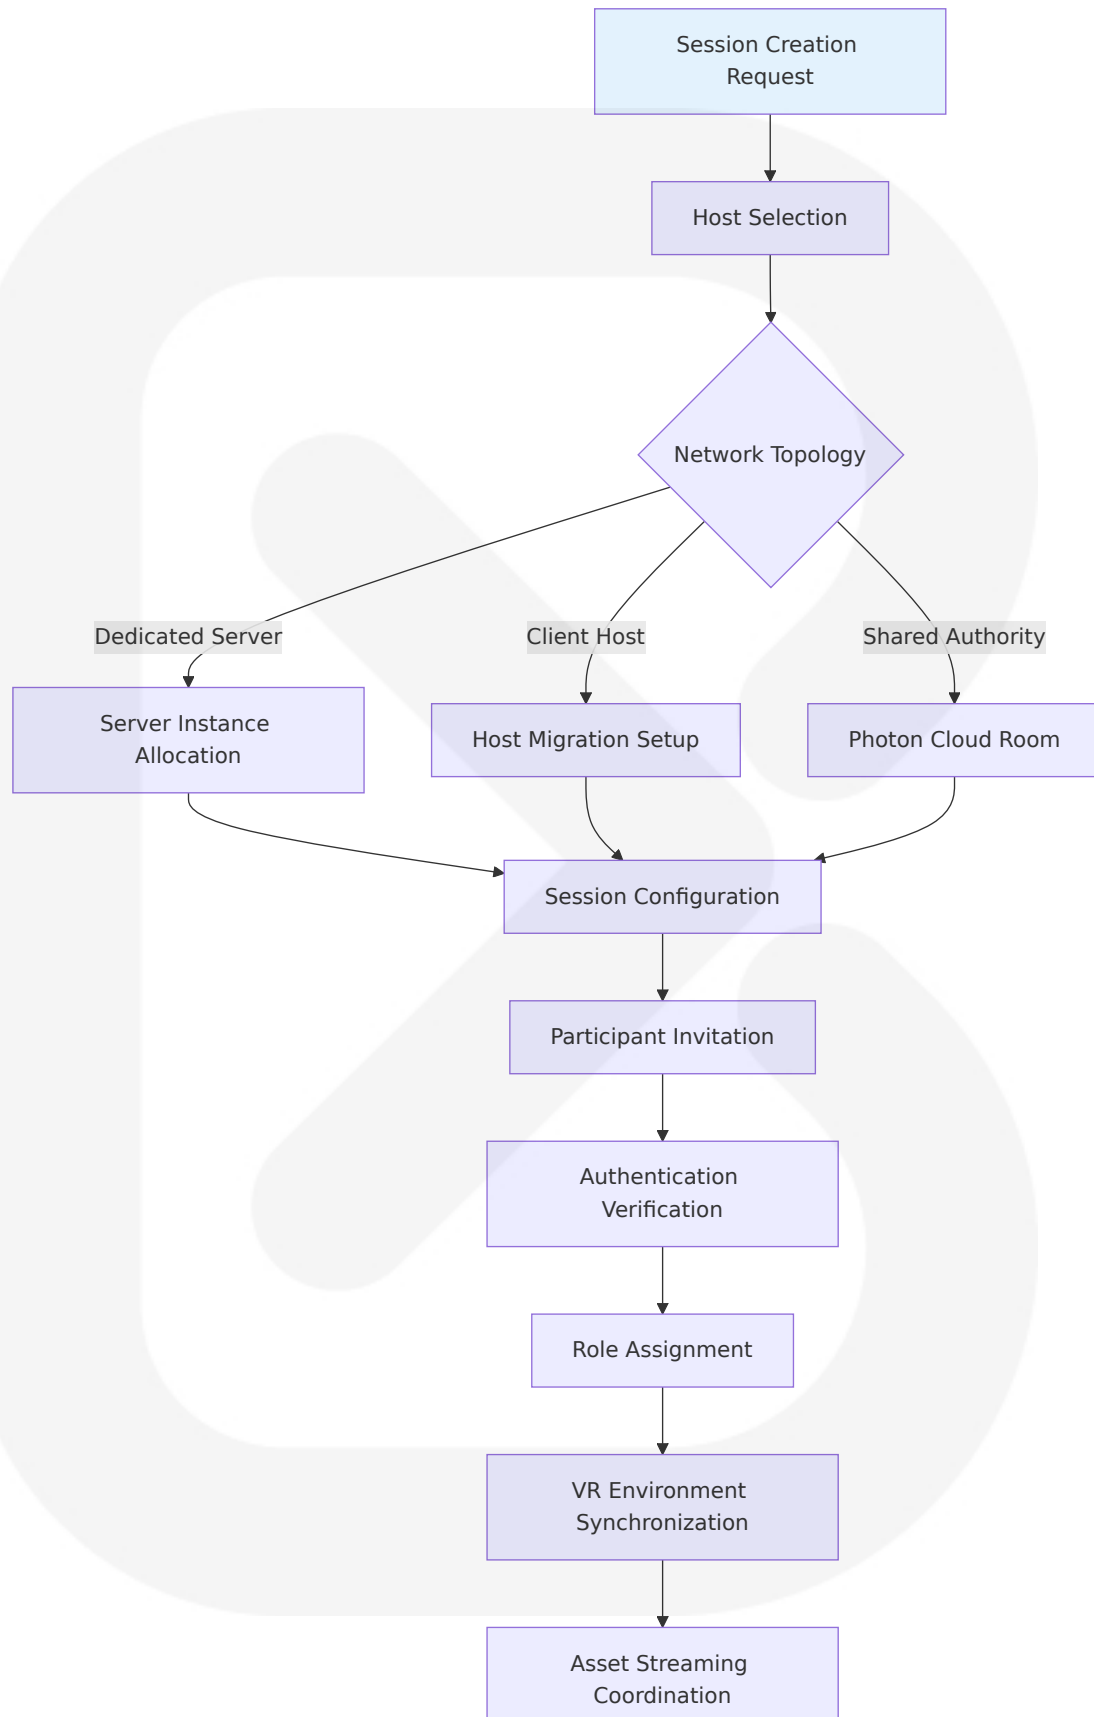 Session Creation
Request
Host Selection
Network Topology
Dedicated Server
Client Host
Shared Authority
Server Instance
Allocation
Host Migration Setup
Photon Cloud Room
Session Configuration
Participant Invitation
Authentication
Verification
Role Assignment
VR Environment
Synchronization
Asset Streaming
Coordination